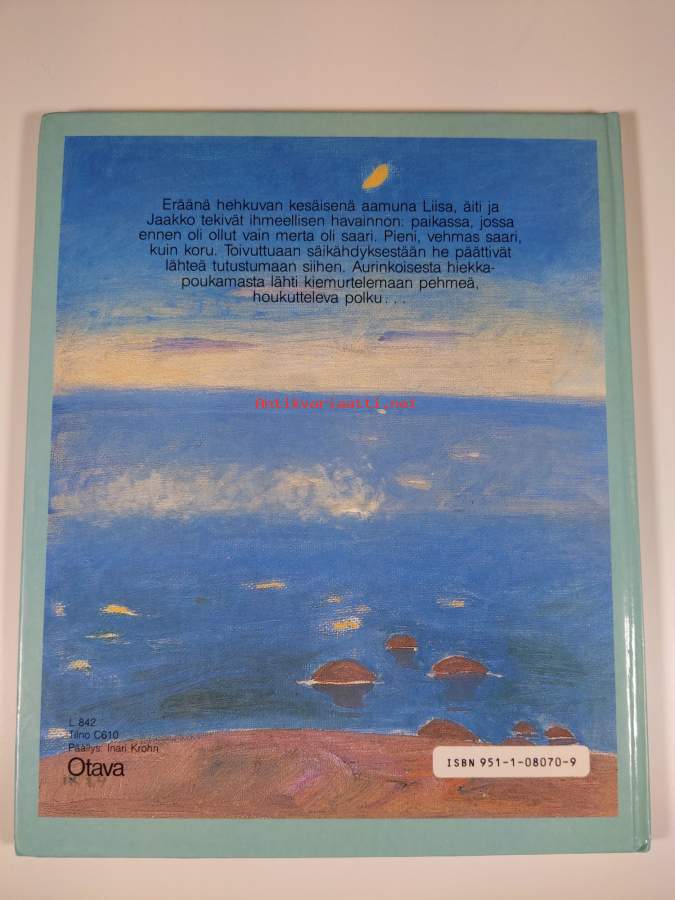 Eräänä hehkuvan kesäisenä aamuna Liisa, äiti ja
Jaakko tekivät ihmeellisen havainnon: paikassa, jossa
ennen oli ollut vain merta oli saari. Pieni, vehmas saari,
kuin koru. Toivuttuaan säikähdyksestään he päättivät
lähteä tutustumaan siihen. Aurinkoisesta hiekka-
poukamasta lähti kiemurtelemaan pehmeä,
houkutteleva polku...
Antikvariaatti.net
L 842
Tilno C610
Päällys: Inari Krohn
Otava
ISBN 951-1-08070-9